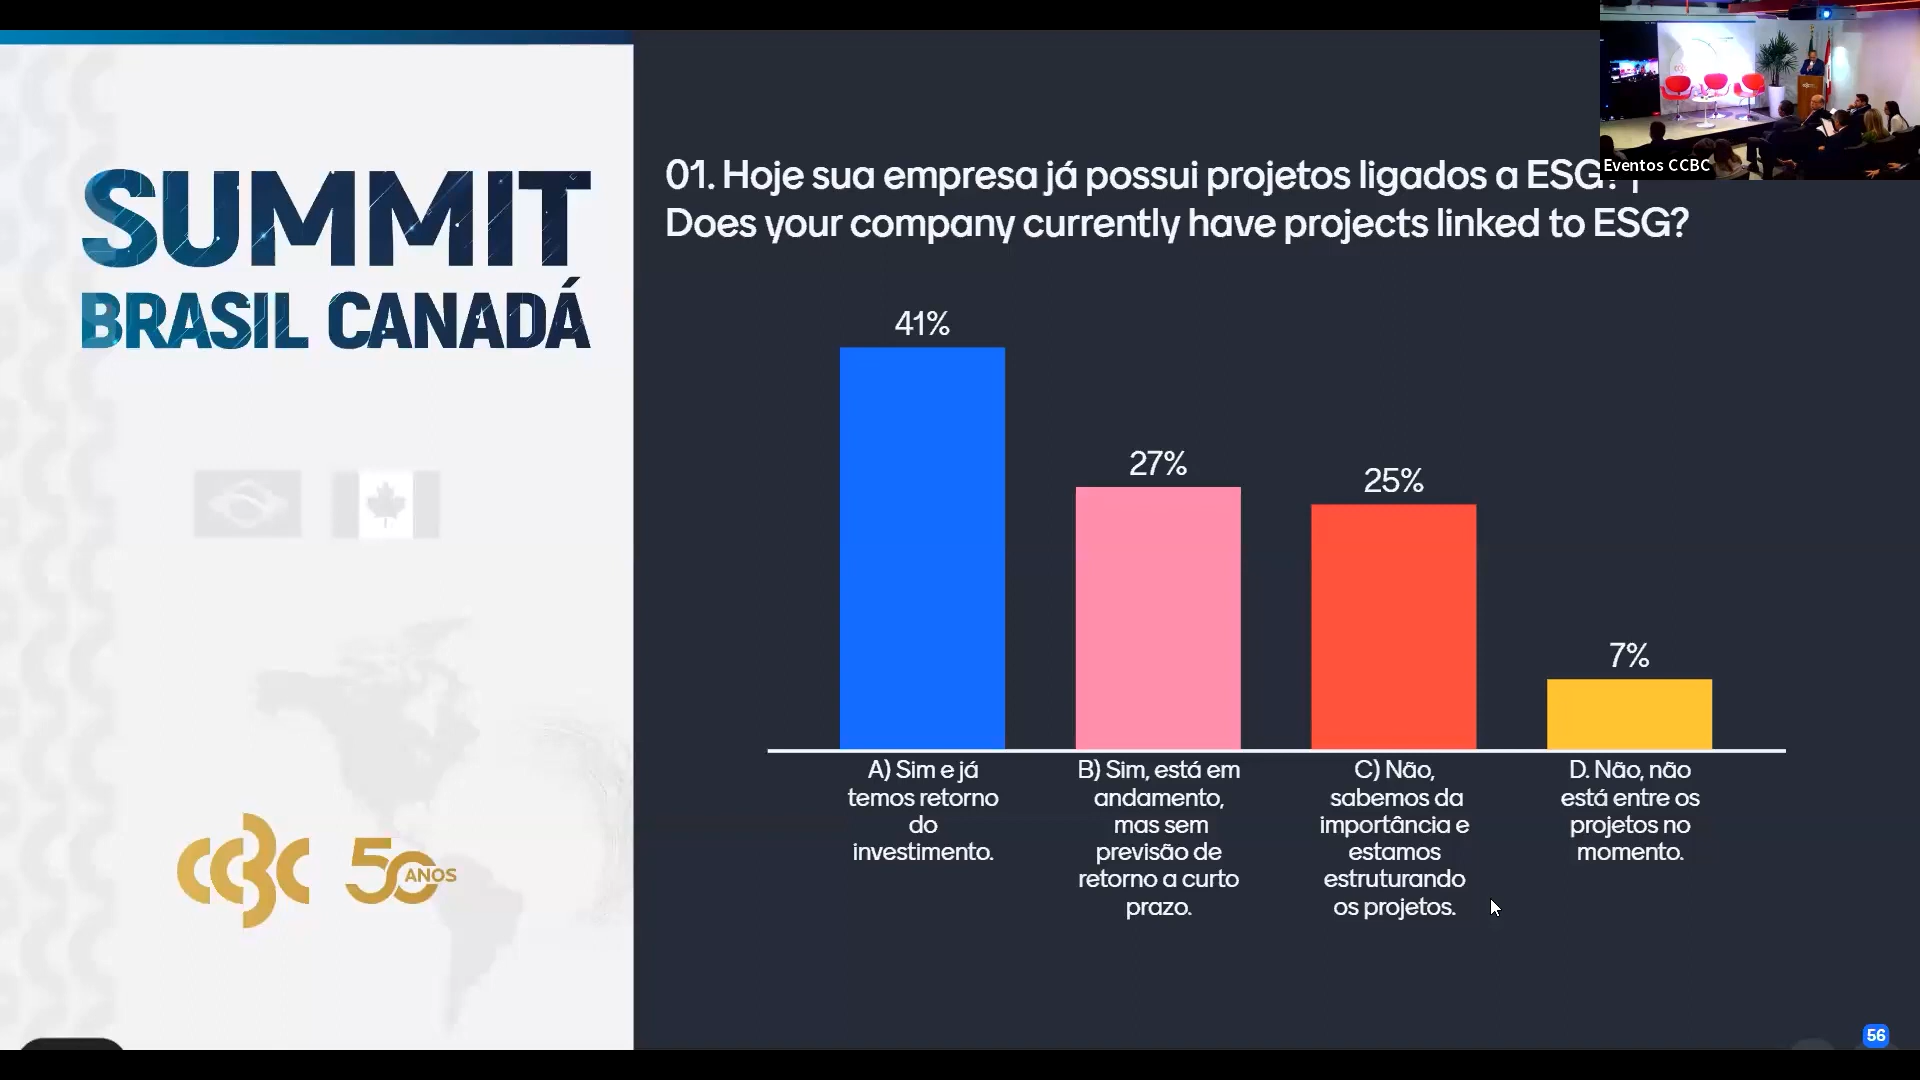 SUMMIT
BRASIL CANADÁ
CCBC 50 ANOS
01. Hoje sua empresa já possui projetos ligados a ESG? |
Does your company currently have projects linked to ESG?
Eventos CCBC
41%
27%
25%
7%
A) Sim e já
temos retorno
do
investimento.
B) Sim, está em
andamento,
mas sem
previsão de
retorno a curto
prazo.
C) Não,
sabemos da
importância e
estamos
estruturando
os projetos.
D. Não, não
está entre os
projetos no
momento.
56